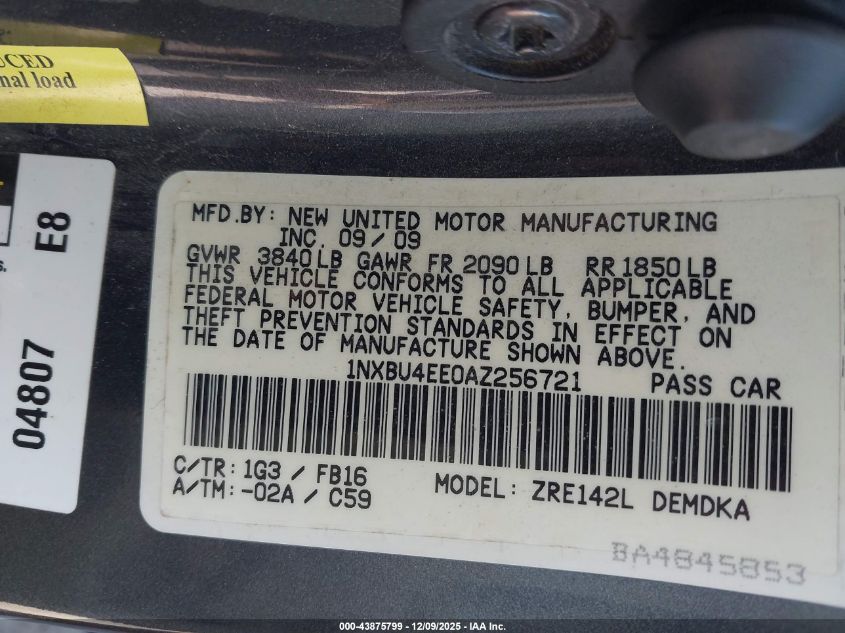 UCED
nal load
E8
s.
04807
MFD.BY: NEW UNITED MOTOR MANUFACTURING
INC. 09/09
GVWR 3840LB GAWR FR 2090LB RR 1850LB
THIS VEHICLE CONFORMS TO ALL APPLICABLE
FEDERAL MOTOR VEHICLE SAFETY, BUMPER, AND
THEFT PREVENTION STANDARDS IN EFFECT ON
THE DATE OF MANUFACTURE SHOWN ABOVE.
1NXBU4EE0AZ256721 PASS CAR
C/TR: 1G3 / FB16
A/TM: -02A / C59
MODEL: ZRE142L DEMDKA
BA4845853
000-43875799 - 12/09/2025 - IAA Inc.